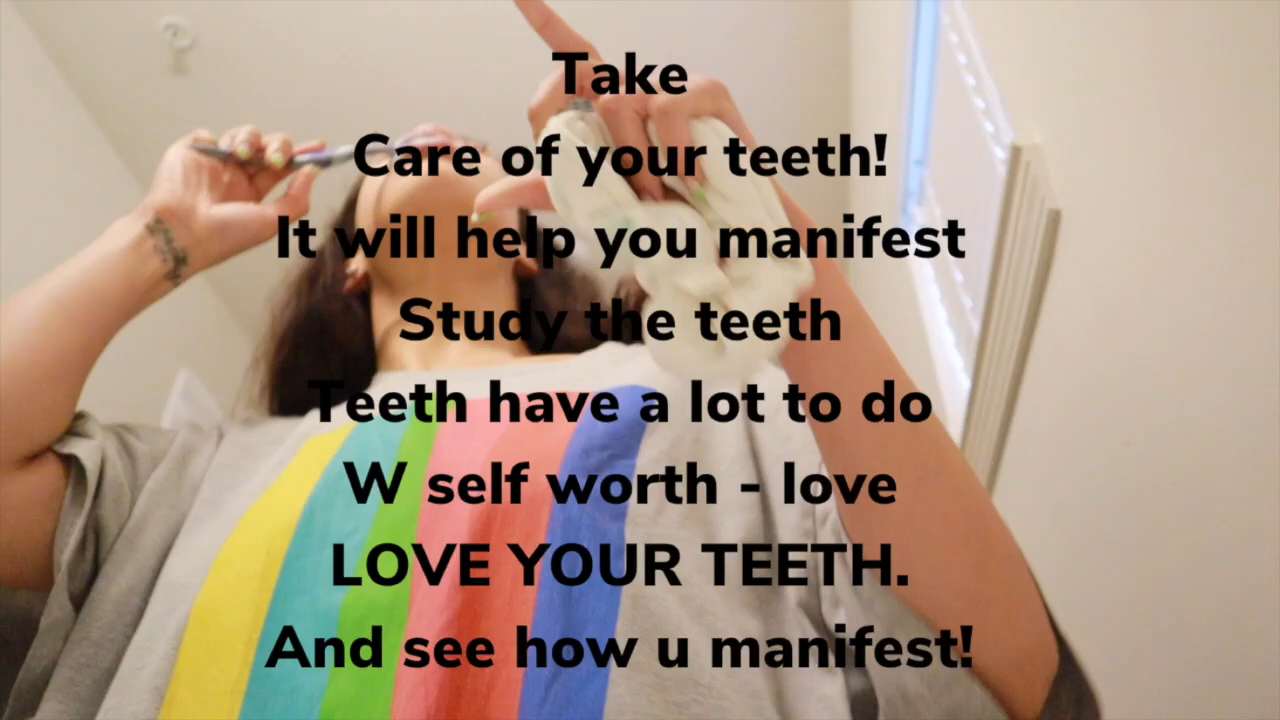 Take
Care of your teeth!
It will help you manifest
Study the teeth
Teeth have a lot to do
W self worth - love
LOVE YOUR TEETH.
And see how u manifest!